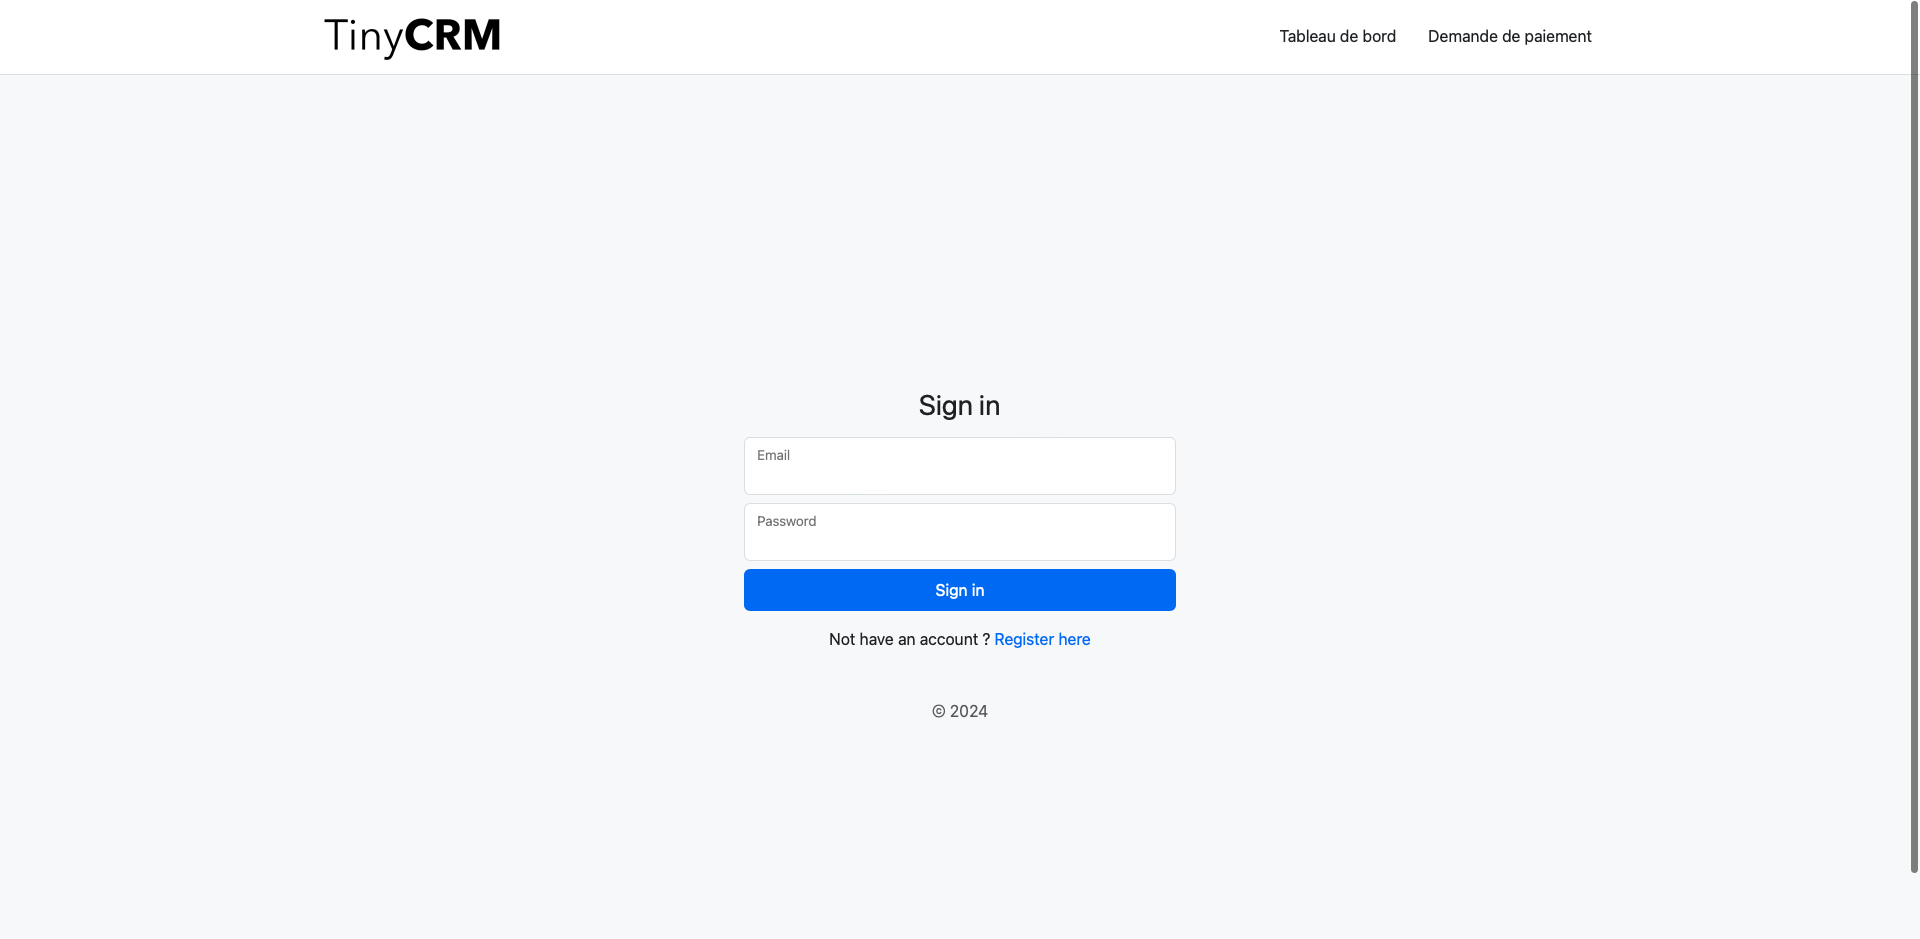 TinyCRM
Tableau de bord
Demande de paiement
Sign in
Email
Password
Sign in
Not have an account ? Register here
© 2024